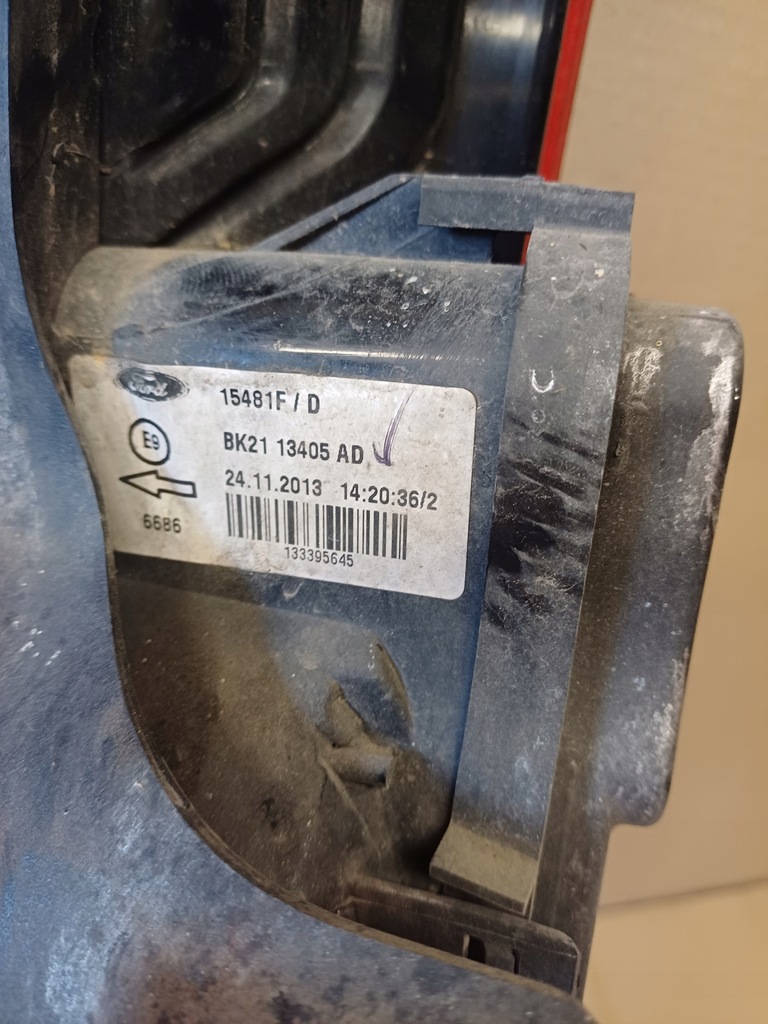 Ford
15481F / D
E9
BK21 13405 AD
24.11.2013 14:20:36/2
6686
133395645